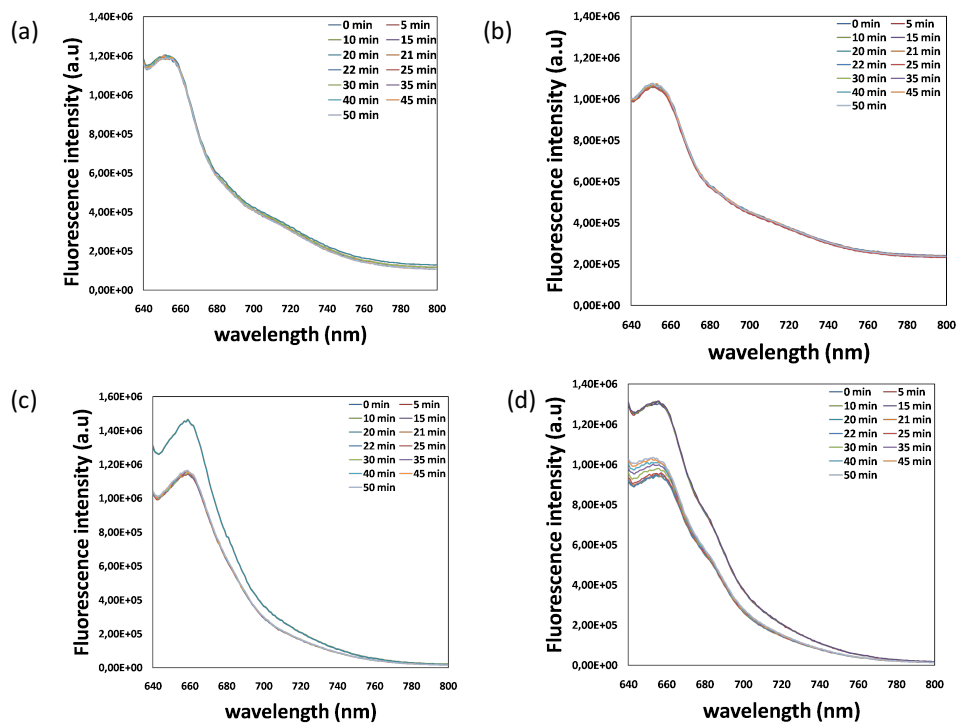 (a)
Fluorescence intensity (a.u)
1,40E+06
1,20E+06
1,00E+06
8,00E+05
6,00E+05
4,00E+05
2,00E+05
0,00E+00
0 min 5 min
10 min 15 min
20 min 21 min
22 min 25 min
30 min 35 min
40 min 45 min
50 min
640 660 680 700 720 740 760 780 800
wavelength (nm)
(b)
Fluorescence intensity (a.u)
1,40E+06
1,20E+06
1,00E+06
8,00E+05
6,00E+05
4,00E+05
2,00E+05
0,00E+00
0 min 5 min
10 min 15 min
20 min 21 min
22 min 25 min
30 min 35 min
40 min 45 min
50 min
640 660 680 700 720 740 760 780 800
wavelength (nm)
(c)
Fluorescence intensity (a.u)
1,60E+06
1,40E+06
1,20E+06
1,00E+06
8,00E+05
6,00E+05
4,00E+05
2,00E+05
0,00E+00
0 min 5 min
10 min 15 min
20 min 21 min
22 min 25 min
30 min 35 min
40 min 45 min
50 min
640 660 680 700 720 740 760 780 800
wavelength (nm)
(d)
Fluorescence intensity (a.u)
1,40E+06
1,20E+06
1,00E+06
8,00E+05
6,00E+05
4,00E+05
2,00E+05
0,00E+00
0 min 5 min
10 min 15 min
20 min 21 min
22 min 25 min
30 min 35 min
40 min 45 min
50 min
640 660 680 700 720 740 760 780 800
wavelength (nm)